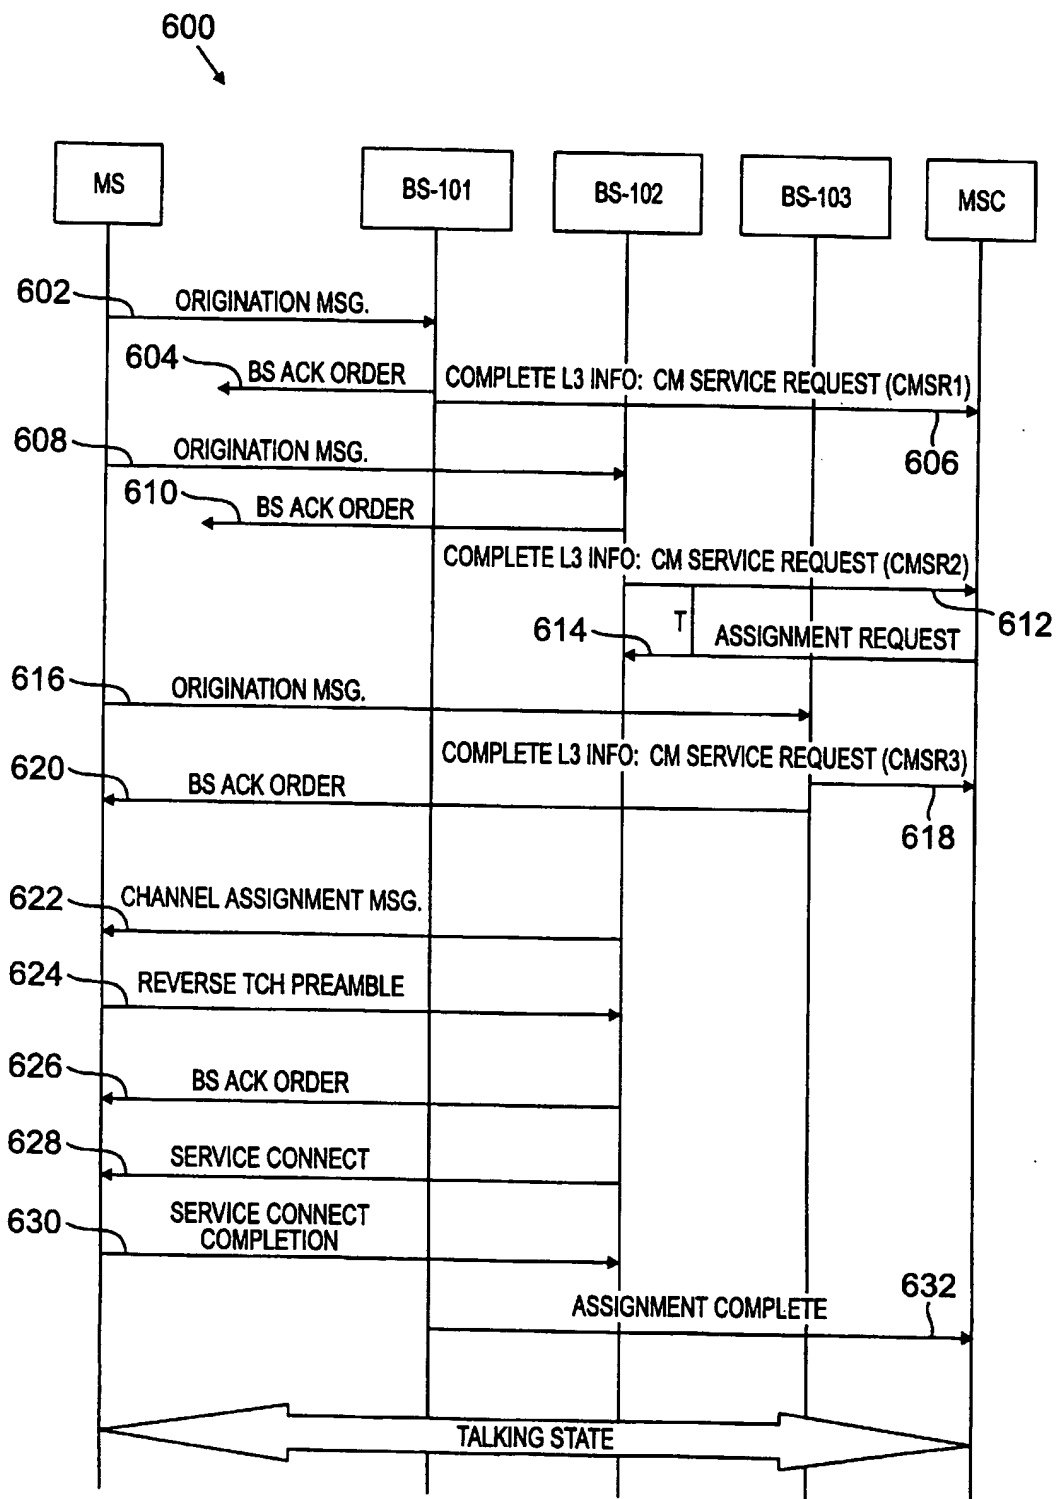 600
MS
BS-101
BS-102
BS-103
MSC
602
ORIGINATION MSG.
604
BS ACK ORDER
COMPLETE L3 INFO: CM SERVICE REQUEST (CMSR1)
606
608
ORIGINATION MSG.
610
BS ACK ORDER
COMPLETE L3 INFO: CM SERVICE REQUEST (CMSR2)
612
T
614
ASSIGNMENT REQUEST
616
ORIGINATION MSG.
COMPLETE L3 INFO: CM SERVICE REQUEST (CMSR3)
618
620
BS ACK ORDER
622
CHANNEL ASSIGNMENT MSG.
624
REVERSE TCH PREAMBLE
626
BS ACK ORDER
628
SERVICE CONNECT
630
SERVICE CONNECT
COMPLETION
632
ASSIGNMENT COMPLETE
TALKING STATE